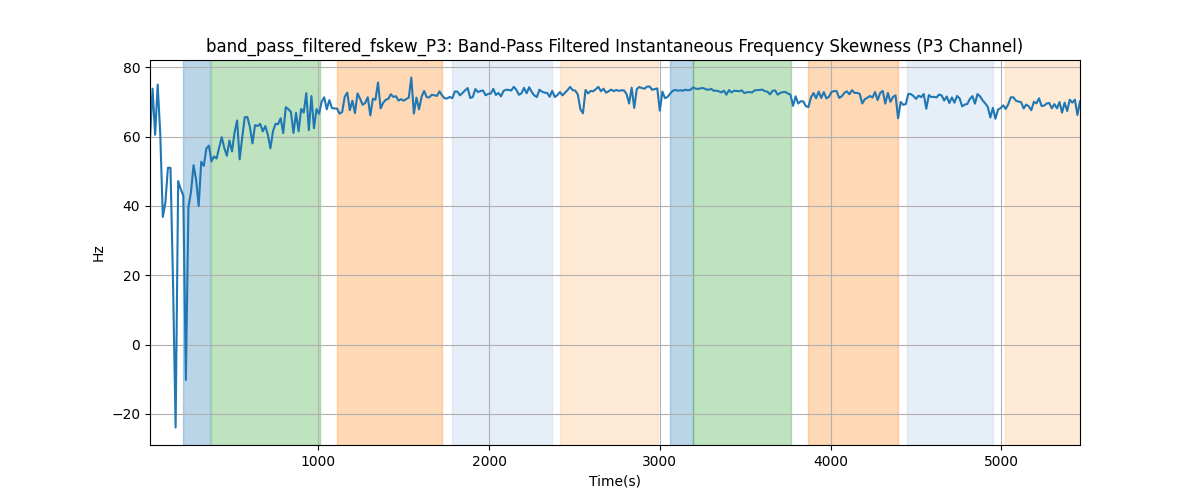 band_pass_filtered_fskew_P3: Band-Pass Filtered Instantaneous Frequency Skewness (P3 Channel)
80
60
40
20
0
−20
Hz
1000 2000 3000 4000 5000
Time(s)